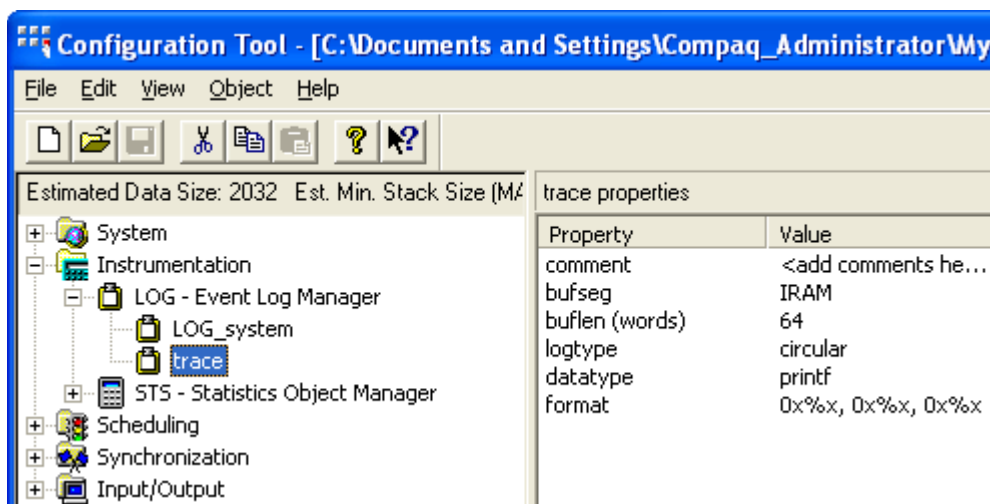 Configuration Tool - [C:\Documents and Settings\Compaq_Administrator\My
File Edit View Object Help
Estimated Data Size: 2032 Est. Min. Stack Size (MA
trace properties
System
Instrumentation
LOG - Event Log Manager
LOG_system
trace
STS - Statistics Object Manager
Scheduling
Synchronization
Input/Output
Property Value
comment <add comments he...
bufseg IRAM
buflen (words) 64
logtype circular
datatype printf
format 0x%x, 0x%x, 0x%x